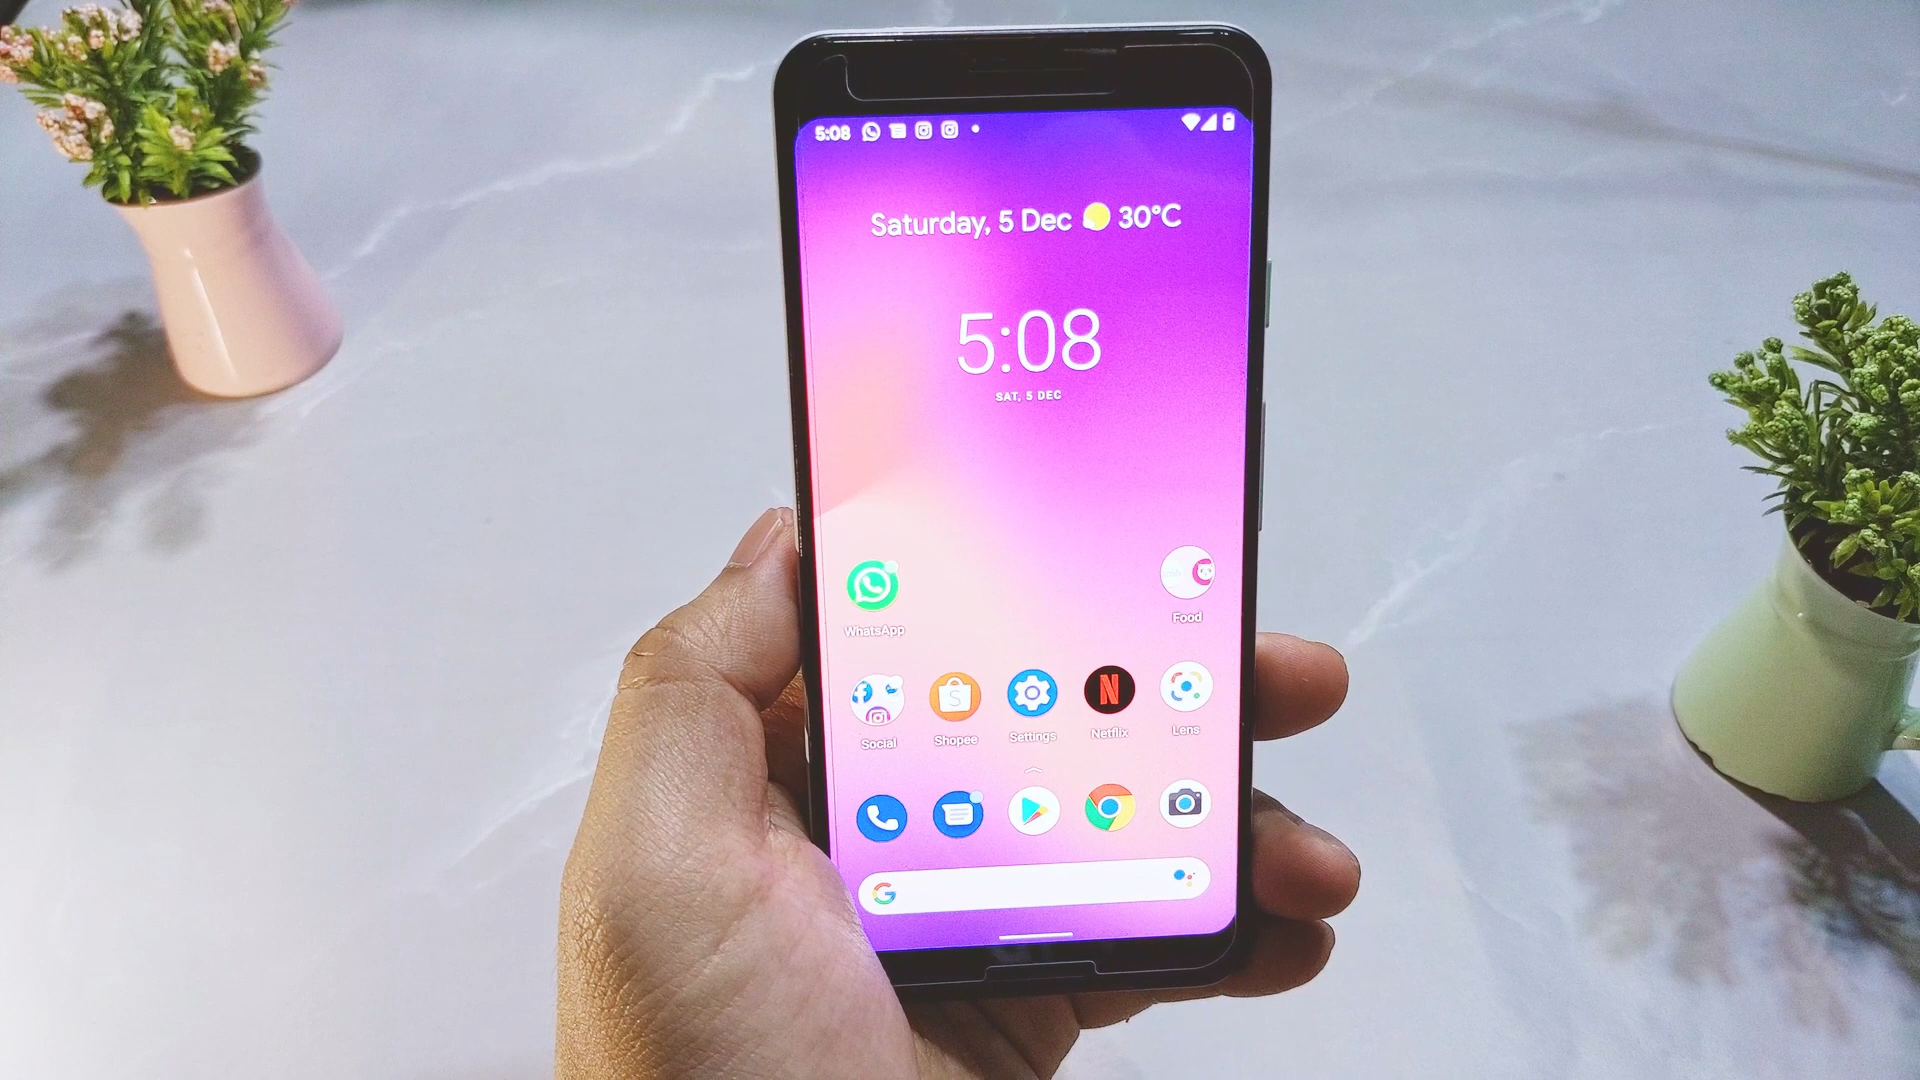 5:08
Saturday, 5 Dec 30°C
5:08
SAT, 5 DEC
WhatsApp
Food
Social
Shopee
Settings
Netflix
Lens